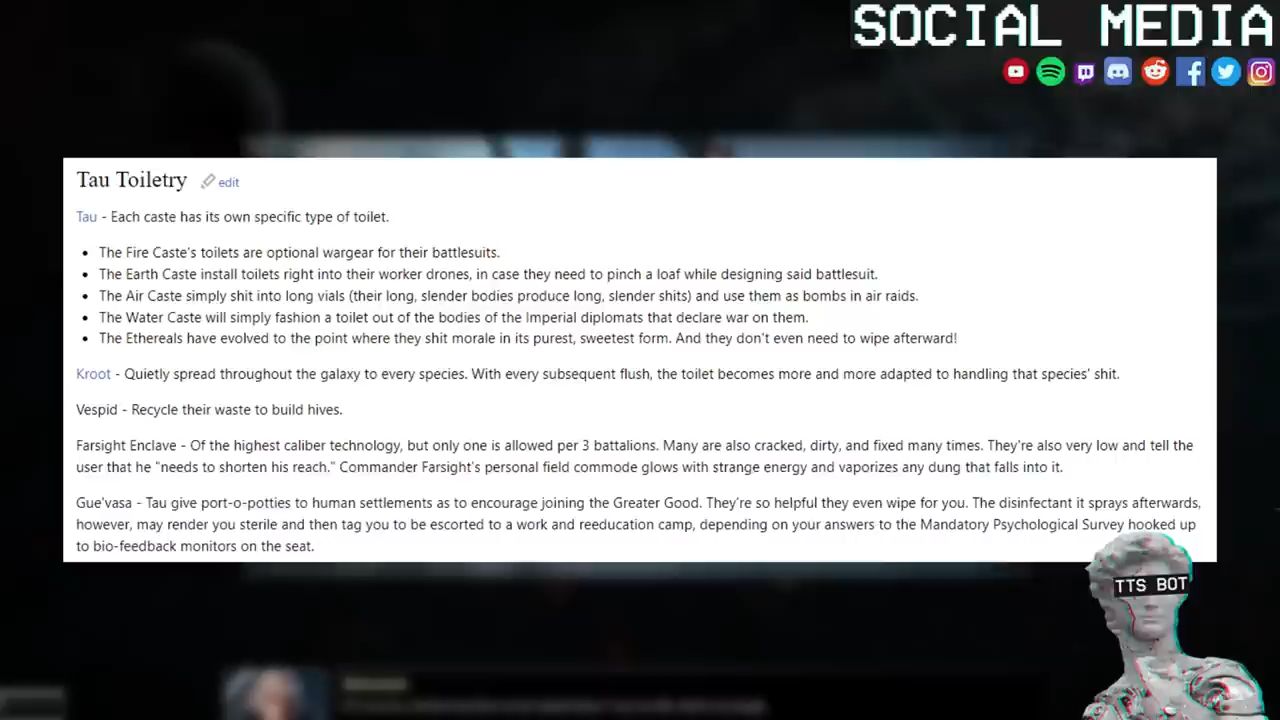 SOCIAL MEDIA
Tau Toiletry edit
Tau - Each caste has its own specific type of toilet.
• The Fire Caste's toilets are optional wargear for their battlesuits.
• The Earth Caste install toilets right into their worker drones, in case they need to pinch a loaf while designing said battlesuit.
• The Air Caste simply shit into long vials (their long, slender bodies produce long, slender shits) and use them as bombs in air raids.
• The Water Caste will simply fashion a toilet out of the bodies of the Imperial diplomats that declare war on them.
• The Ethereals have evolved to the point where they shit morale in its purest, sweetest form. And they don't even need to wipe afterward!
Kroot - Quietly spread throughout the galaxy to every species. With every subsequent flush, the toilet becomes more and more adapted to handling that species' shit.
Vespid - Recycle their waste to build hives.
Farsight Enclave - Of the highest caliber technology, but only one is allowed per 3 battalions. Many are also cracked, dirty, and fixed many times. They're also very low and tell the
user that he "needs to shorten his reach." Commander Farsight's personal field commode glows with strange energy and vaporizes any dung that falls into it.
Gue'vasa - Tau give port-o-potties to human settlements as to encourage joining the Greater Good. They're so helpful they even wipe for you. The disinfectant it sprays afterwards,
however, may render you sterile and then tag you to be escorted to a work and reeducation camp, depending on your answers to the Mandatory Psychological Survey hooked up
to bio-feedback monitors on the seat.
TTS BOT